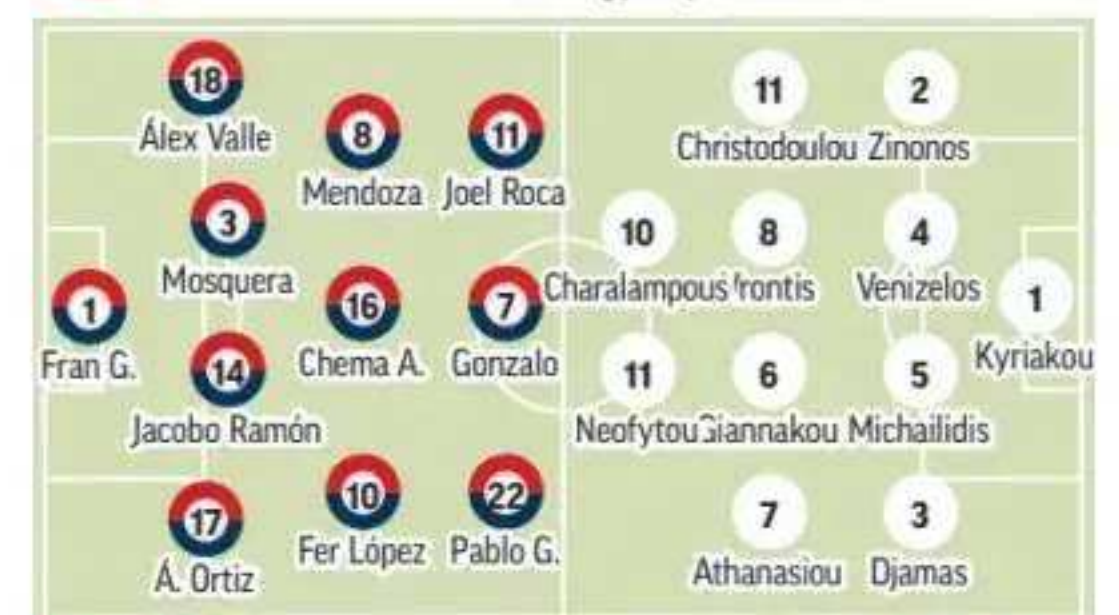 18
Álex Valle
8
Mendoza
11
Joel Roca
3
Mosquera
1
Fran G.
16
Chema A.
7
Gonzalo
14
Jacobo Ramón
17
Á. Ortiz
10
Fer López
22
Pablo G.
11
Christodoulou
2
Zinonos
10
Charalampous
8
4
Venizelos
1
Kyriakou
11
Neofytou
6
5
Michailidis
7
Athanasiou
3
Djamas